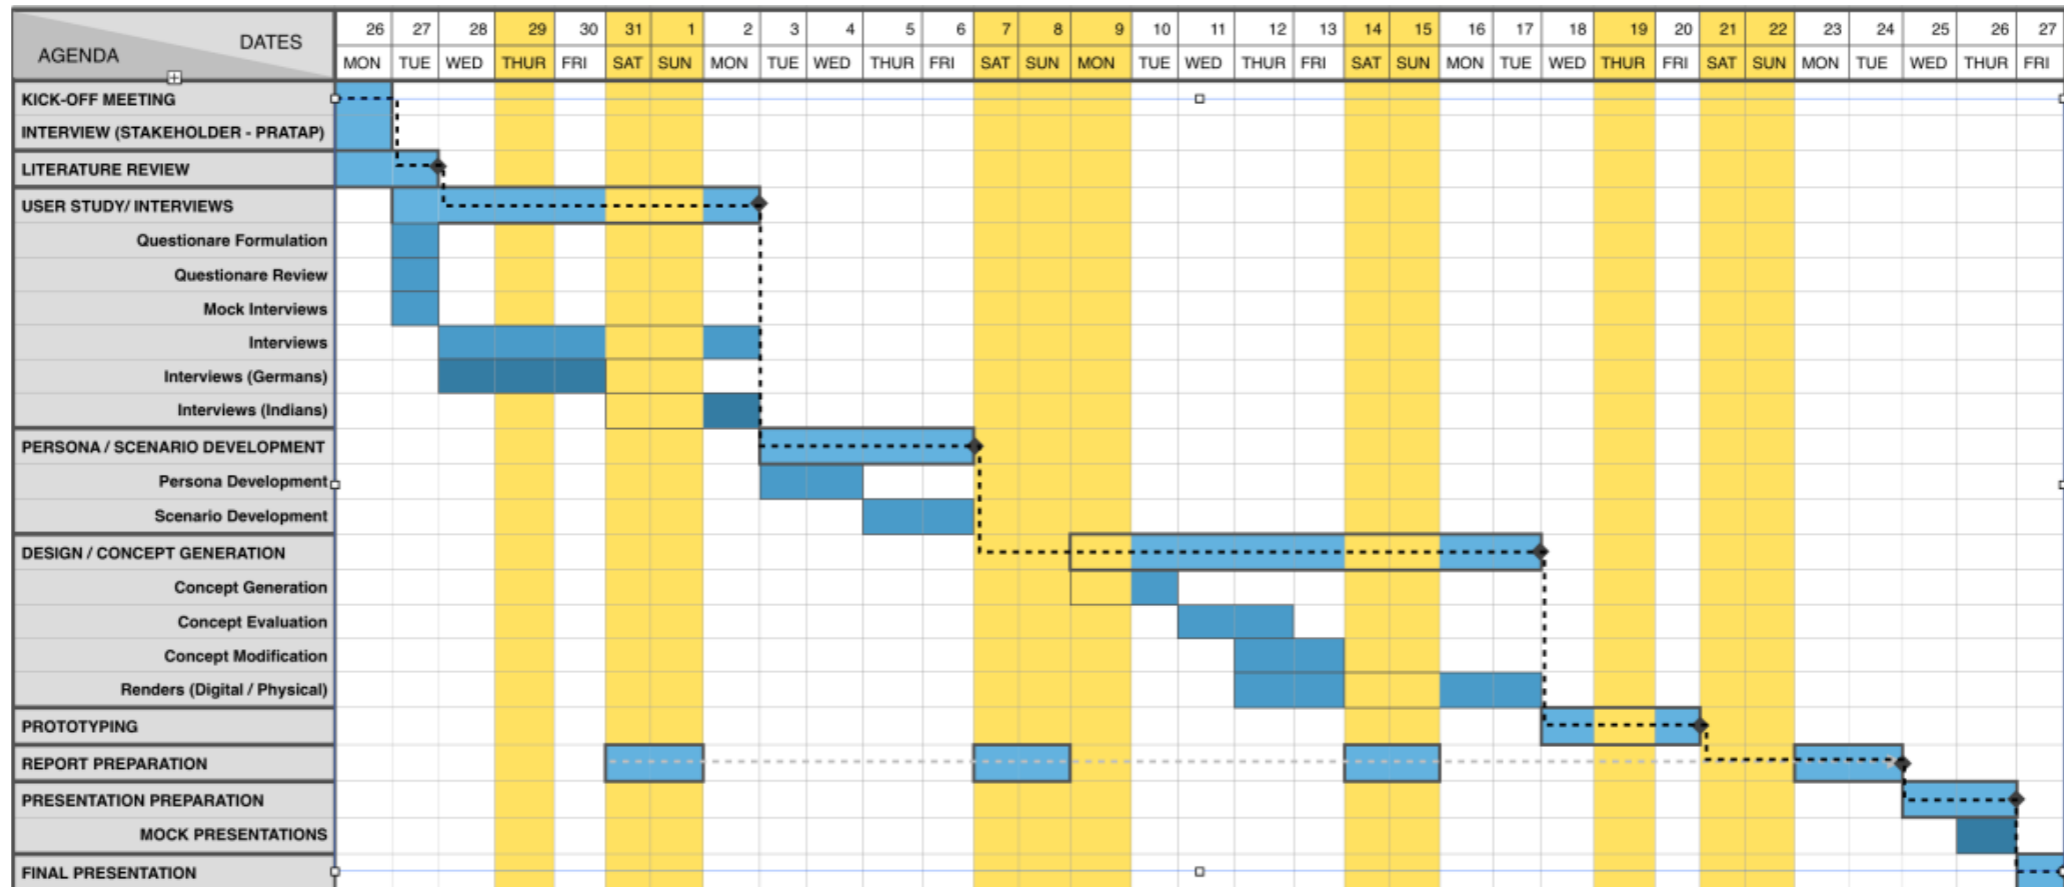 DATES
AGENDA
26 27 28 29 30 31 1 2 3 4 5 6 7 8 9 10 11 12 13 14 15 16 17 18 19 20 21 22 23 24 25 26 27
MON TUE WED THUR FRI SAT SUN MON TUE WED THUR FRI SAT SUN MON TUE WED THUR FRI SAT SUN MON TUE WED THUR FRI SAT SUN MON TUE WED THUR FRI
KICK-OFF MEETING
INTERVIEW (STAKEHOLDER - PRATAP)
LITERATURE REVIEW
USER STUDY/ INTERVIEWS
Questionare Formulation
Questionare Review
Mock Interviews
Interviews
Interviews (Germans)
Interviews (Indians)
PERSONA / SCENARIO DEVELOPMENT
Persona Development
Scenario Development
DESIGN / CONCEPT GENERATION
Concept Generation
Concept Evaluation
Concept Modification
Renders (Digital / Physical)
PROTOTYPING
REPORT PREPARATION
PRESENTATION PREPARATION
MOCK PRESENTATIONS
FINAL PRESENTATION